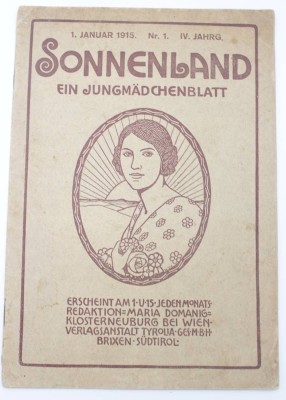 1. JANUAR 1915. Nr. 1. IV. JAHRG.
SONNENLAND
EIN JUNGMÄDCHENBLATT
ERSCHEINT AM 1·U·15·JEDEN MONATS·
REDAKTION=MARIA DOMANIG=
KLOSTERNEUBURG BEI WIEN·
VERLAGSANSTALT TYROLIA·GES·M·B·H·
BRIXEN·SÜDTIROL·